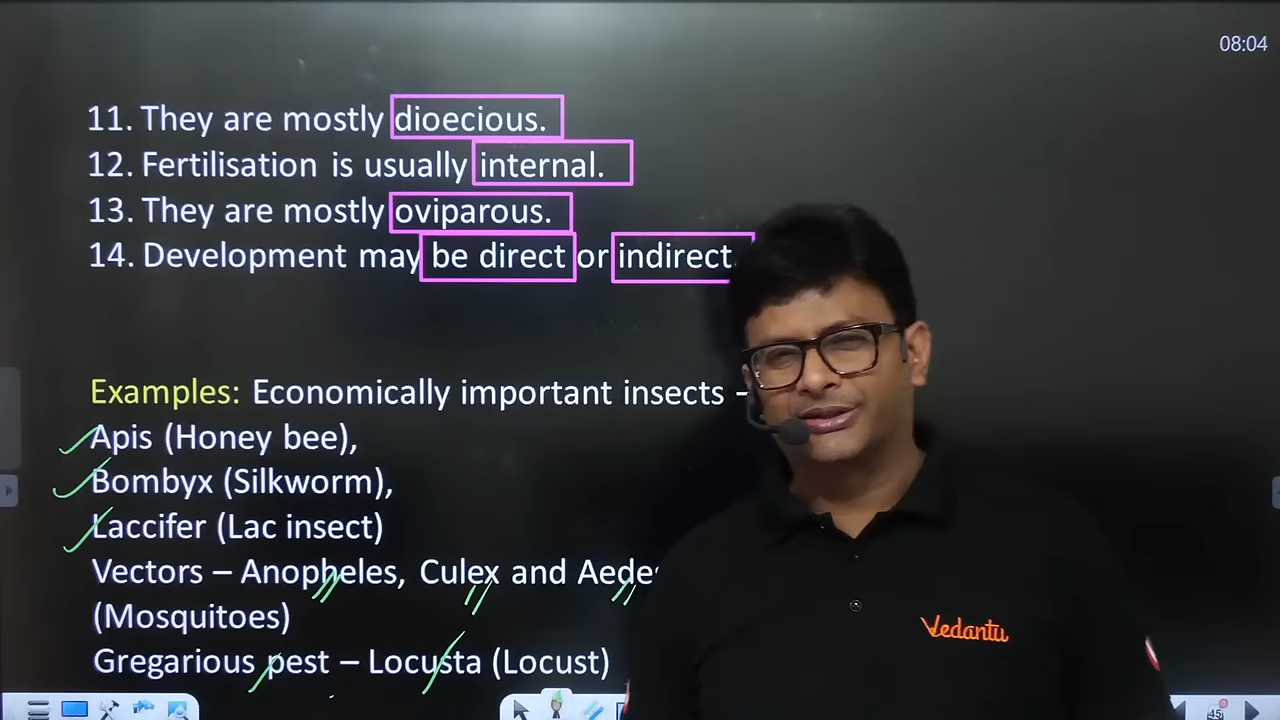 08:04
11. They are mostly dioecious.
12. Fertilisation is usually internal.
13. They are mostly oviparous.
14. Development may be direct or indirect
Examples: Economically important insects -
Apis (Honey bee),
Bombyx (Silkworm),
Laccifer (Lac insect)
Vectors – Anopheles, Culex and Aedes
(Mosquitoes)
Gregarious pest – Locusta (Locust)
Vedantu
45